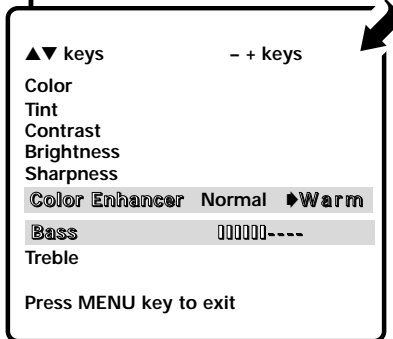 ▲▼ keys – + keys
Color
Tint
Contrast
Brightness
Sharpness
Color Enhancer Normal ➧Warm
Bass ▯▯▯▯▯▯----
Treble
Press MENU key to exit